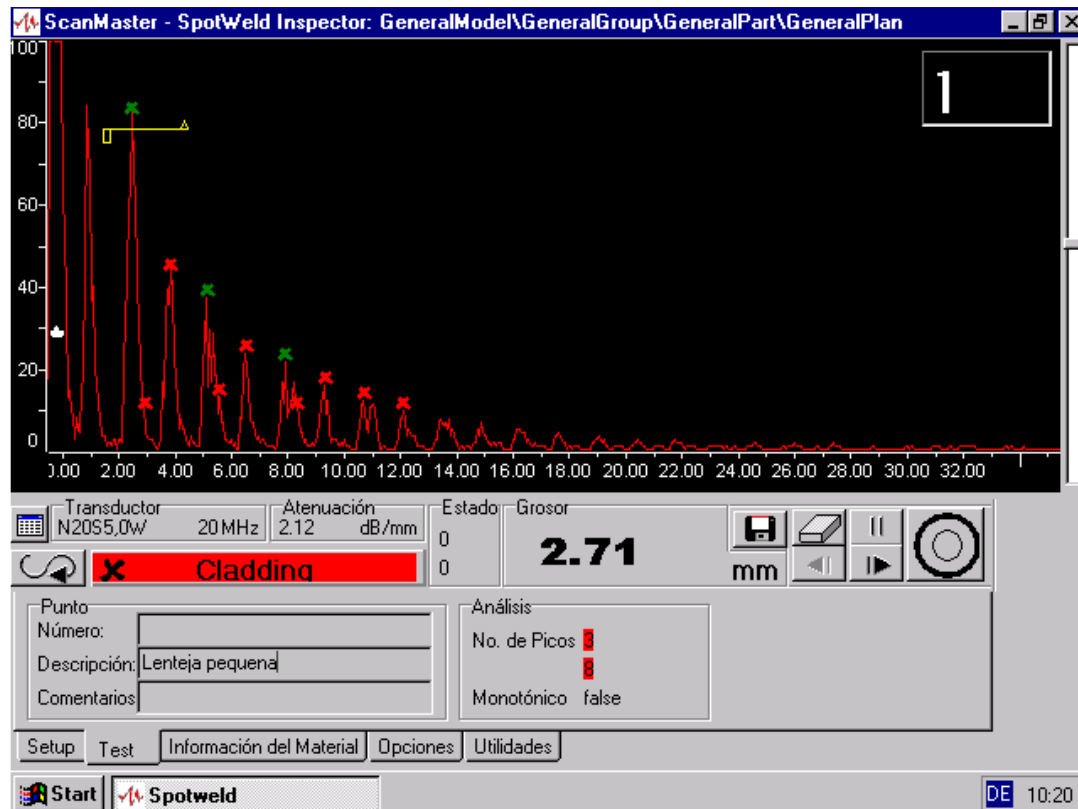 ScanMaster - SpotWeld Inspector: GeneralModel\GeneralGroup\GeneralPart\GeneralPlan
1
100
80
60
40
20
0
0.00 2.00 4.00 6.00 8.00 10.00 12.00 14.00 16.00 18.00 20.00 22.00 24.00 26.00 28.00 30.00 32.00
Transductor Atenuación Estado Grosor
N20S5,0W 20 MHz 2.12 dB/mm 0 2.71 mm
Cladding 0
Punto Análisis
Número: No. de Picos 3
Descripción: Lenteja pequena 8
Comentarios Monotónico false
Setup Test Información del Material Opciones Utilidades
Start Spotweld DE 10:20